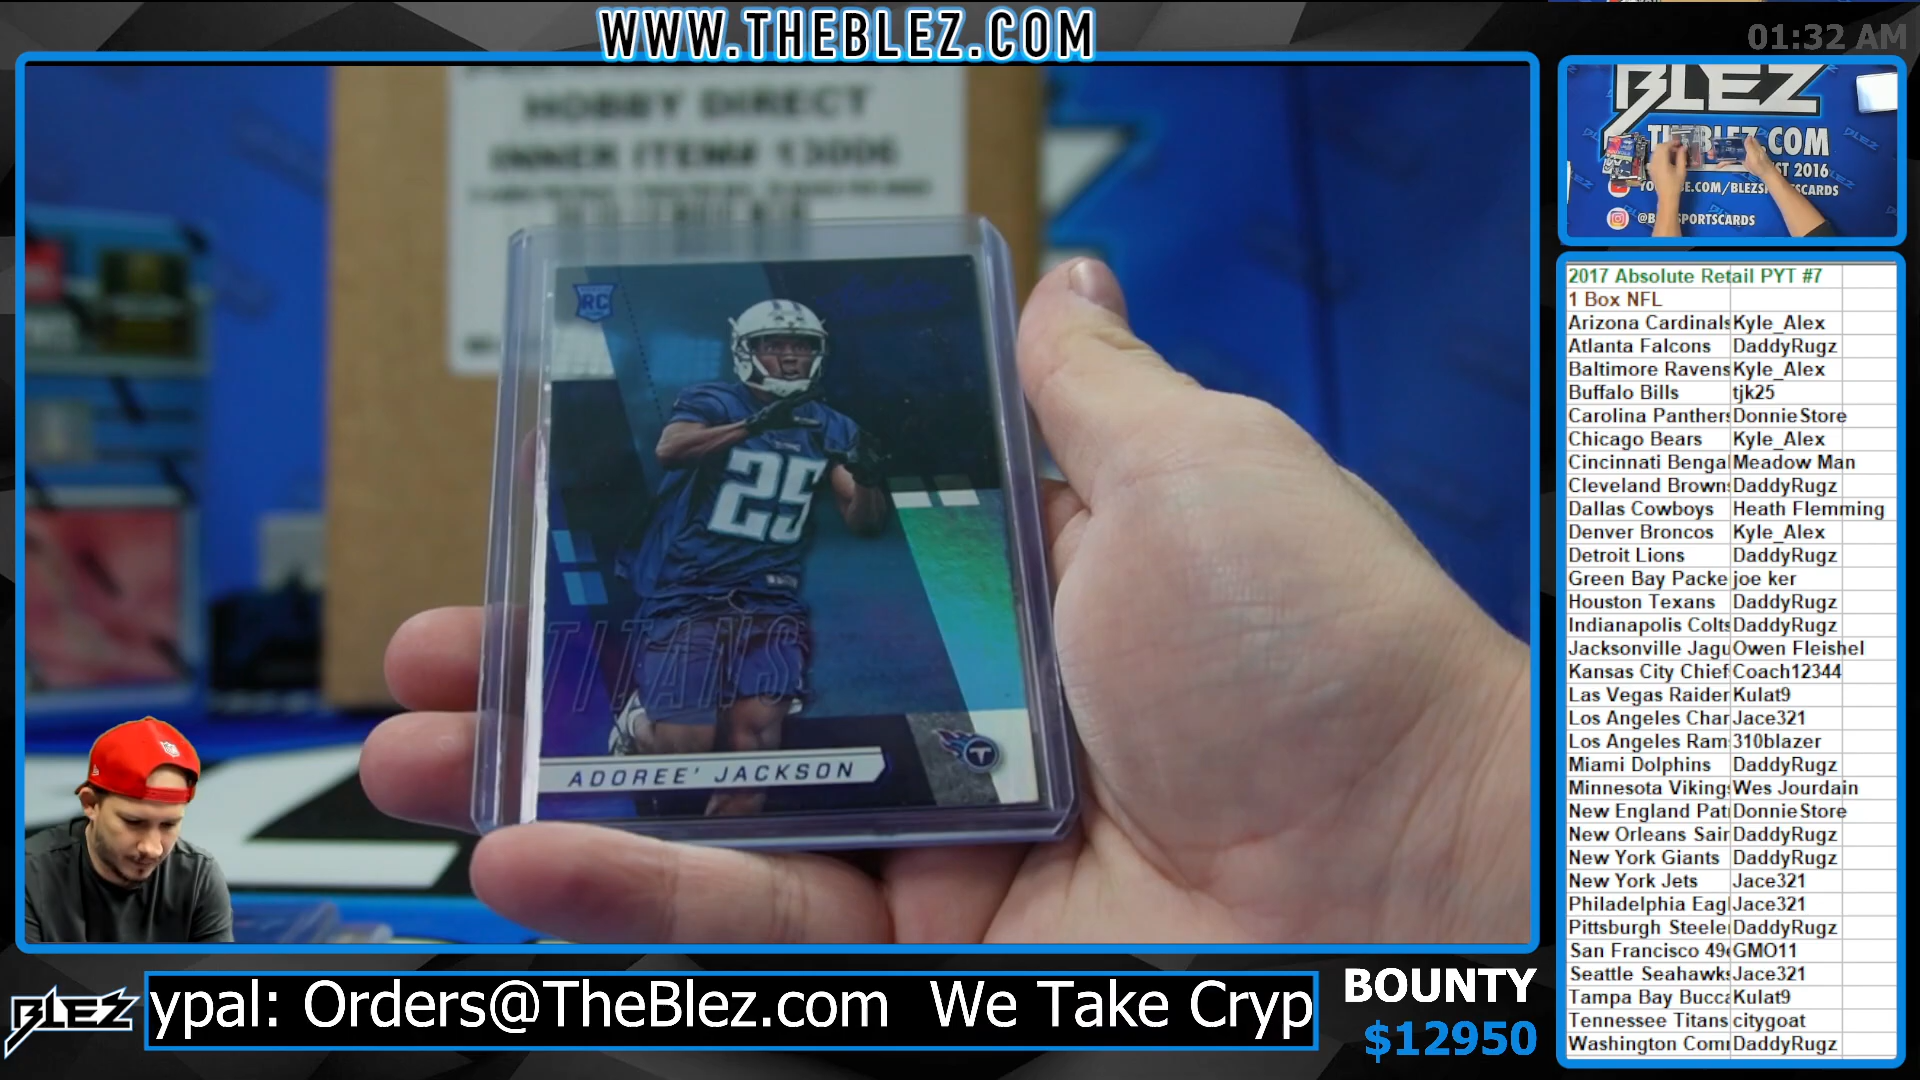 WWW.THEBLEZ.COM
01:32 AM
HOBBY DIRECT
INNER ITEM# 13006
RC
25
TITANS
ADOREE' JACKSON
T
BLEZ
THEBLEZ.COM
ST 2016
@BL SPORTSCARDS
2017 Absolute Retail PYT #7
1 Box NFL
Arizona Cardinals Kyle_Alex
Atlanta Falcons DaddyRugz
Baltimore Ravens Kyle_Alex
Buffalo Bills tjk25
Carolina Panthers DonnieStore
Chicago Bears Kyle_Alex
Cincinnati Benga Meadow Man
Cleveland Browns DaddyRugz
Dallas Cowboys Heath Flemming
Denver Broncos Kyle_Alex
Detroit Lions DaddyRugz
Green Bay Packe joe ker
Houston Texans DaddyRugz
Indianapolis Colts DaddyRugz
Jacksonville Jagu Owen Fleishel
Kansas City Chief Coach12344
Las Vegas Raider Kulat9
Los Angeles Char Jace321
Los Angeles Ram 310blazer
Miami Dolphins DaddyRugz
Minnesota Viking Wes Jourdain
New England Pat DonnieStore
New Orleans Sain DaddyRugz
New York Giants DaddyRugz
New York Jets Jace321
Philadelphia Eagl Jace321
Pittsburgh Steeler DaddyRugz
San Francisco 49e GMO11
Seattle Seahawks Jace321
Tampa Bay Bucca Kulat9
Tennessee Titans citygoat
Washington Com DaddyRugz
BLEZ
ypal: Orders@TheBlez.com We Take Cryp
BOUNTY
$12950